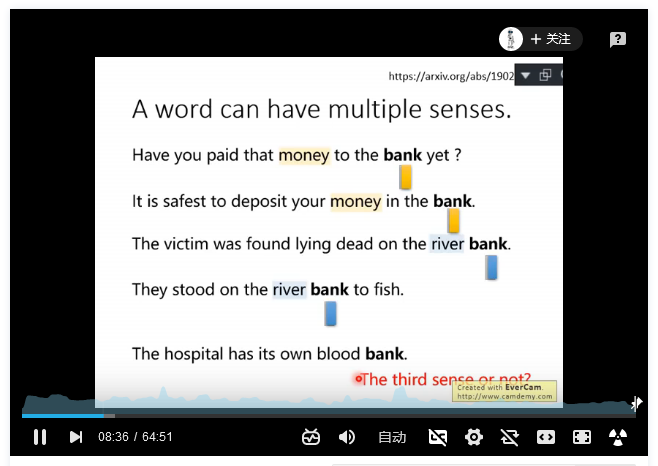 + 关注
https://arxiv.org/abs/1902
A word can have multiple senses.
Have you paid that money to the bank yet ?
It is safest to deposit your money in the bank.
The victim was found lying dead on the river bank.
They stood on the river bank to fish.
The hospital has its own blood bank.
The third sense or not?
Created with EverCam.
http://www.camdemy.com
08:36 / 64:51
自动